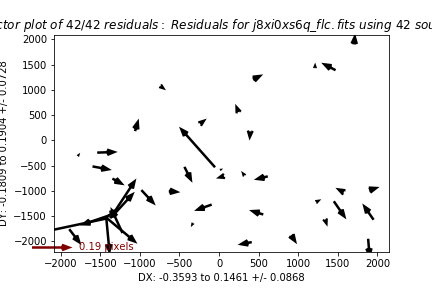 ctor plot of 42/42 residuals: Residuals for j8xi0xs6q_flc.fits using 42 sour
DY: -0.1809 to 0.1904 +/- 0.0728
2000
1500
1000
500
0
−500
−1000
−1500
−2000
0.19 pixels
−2000 −1500 −1000 −500 0 500 1000 1500 2000
DX: -0.3593 to 0.1461 +/- 0.0868